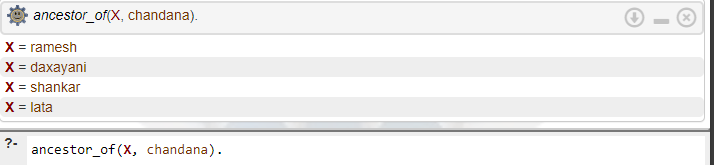 ancestor_of(X, chandana).
X = ramesh
X = daxayani
X = shankar
X = lata
?- ancestor_of(X, chandana).